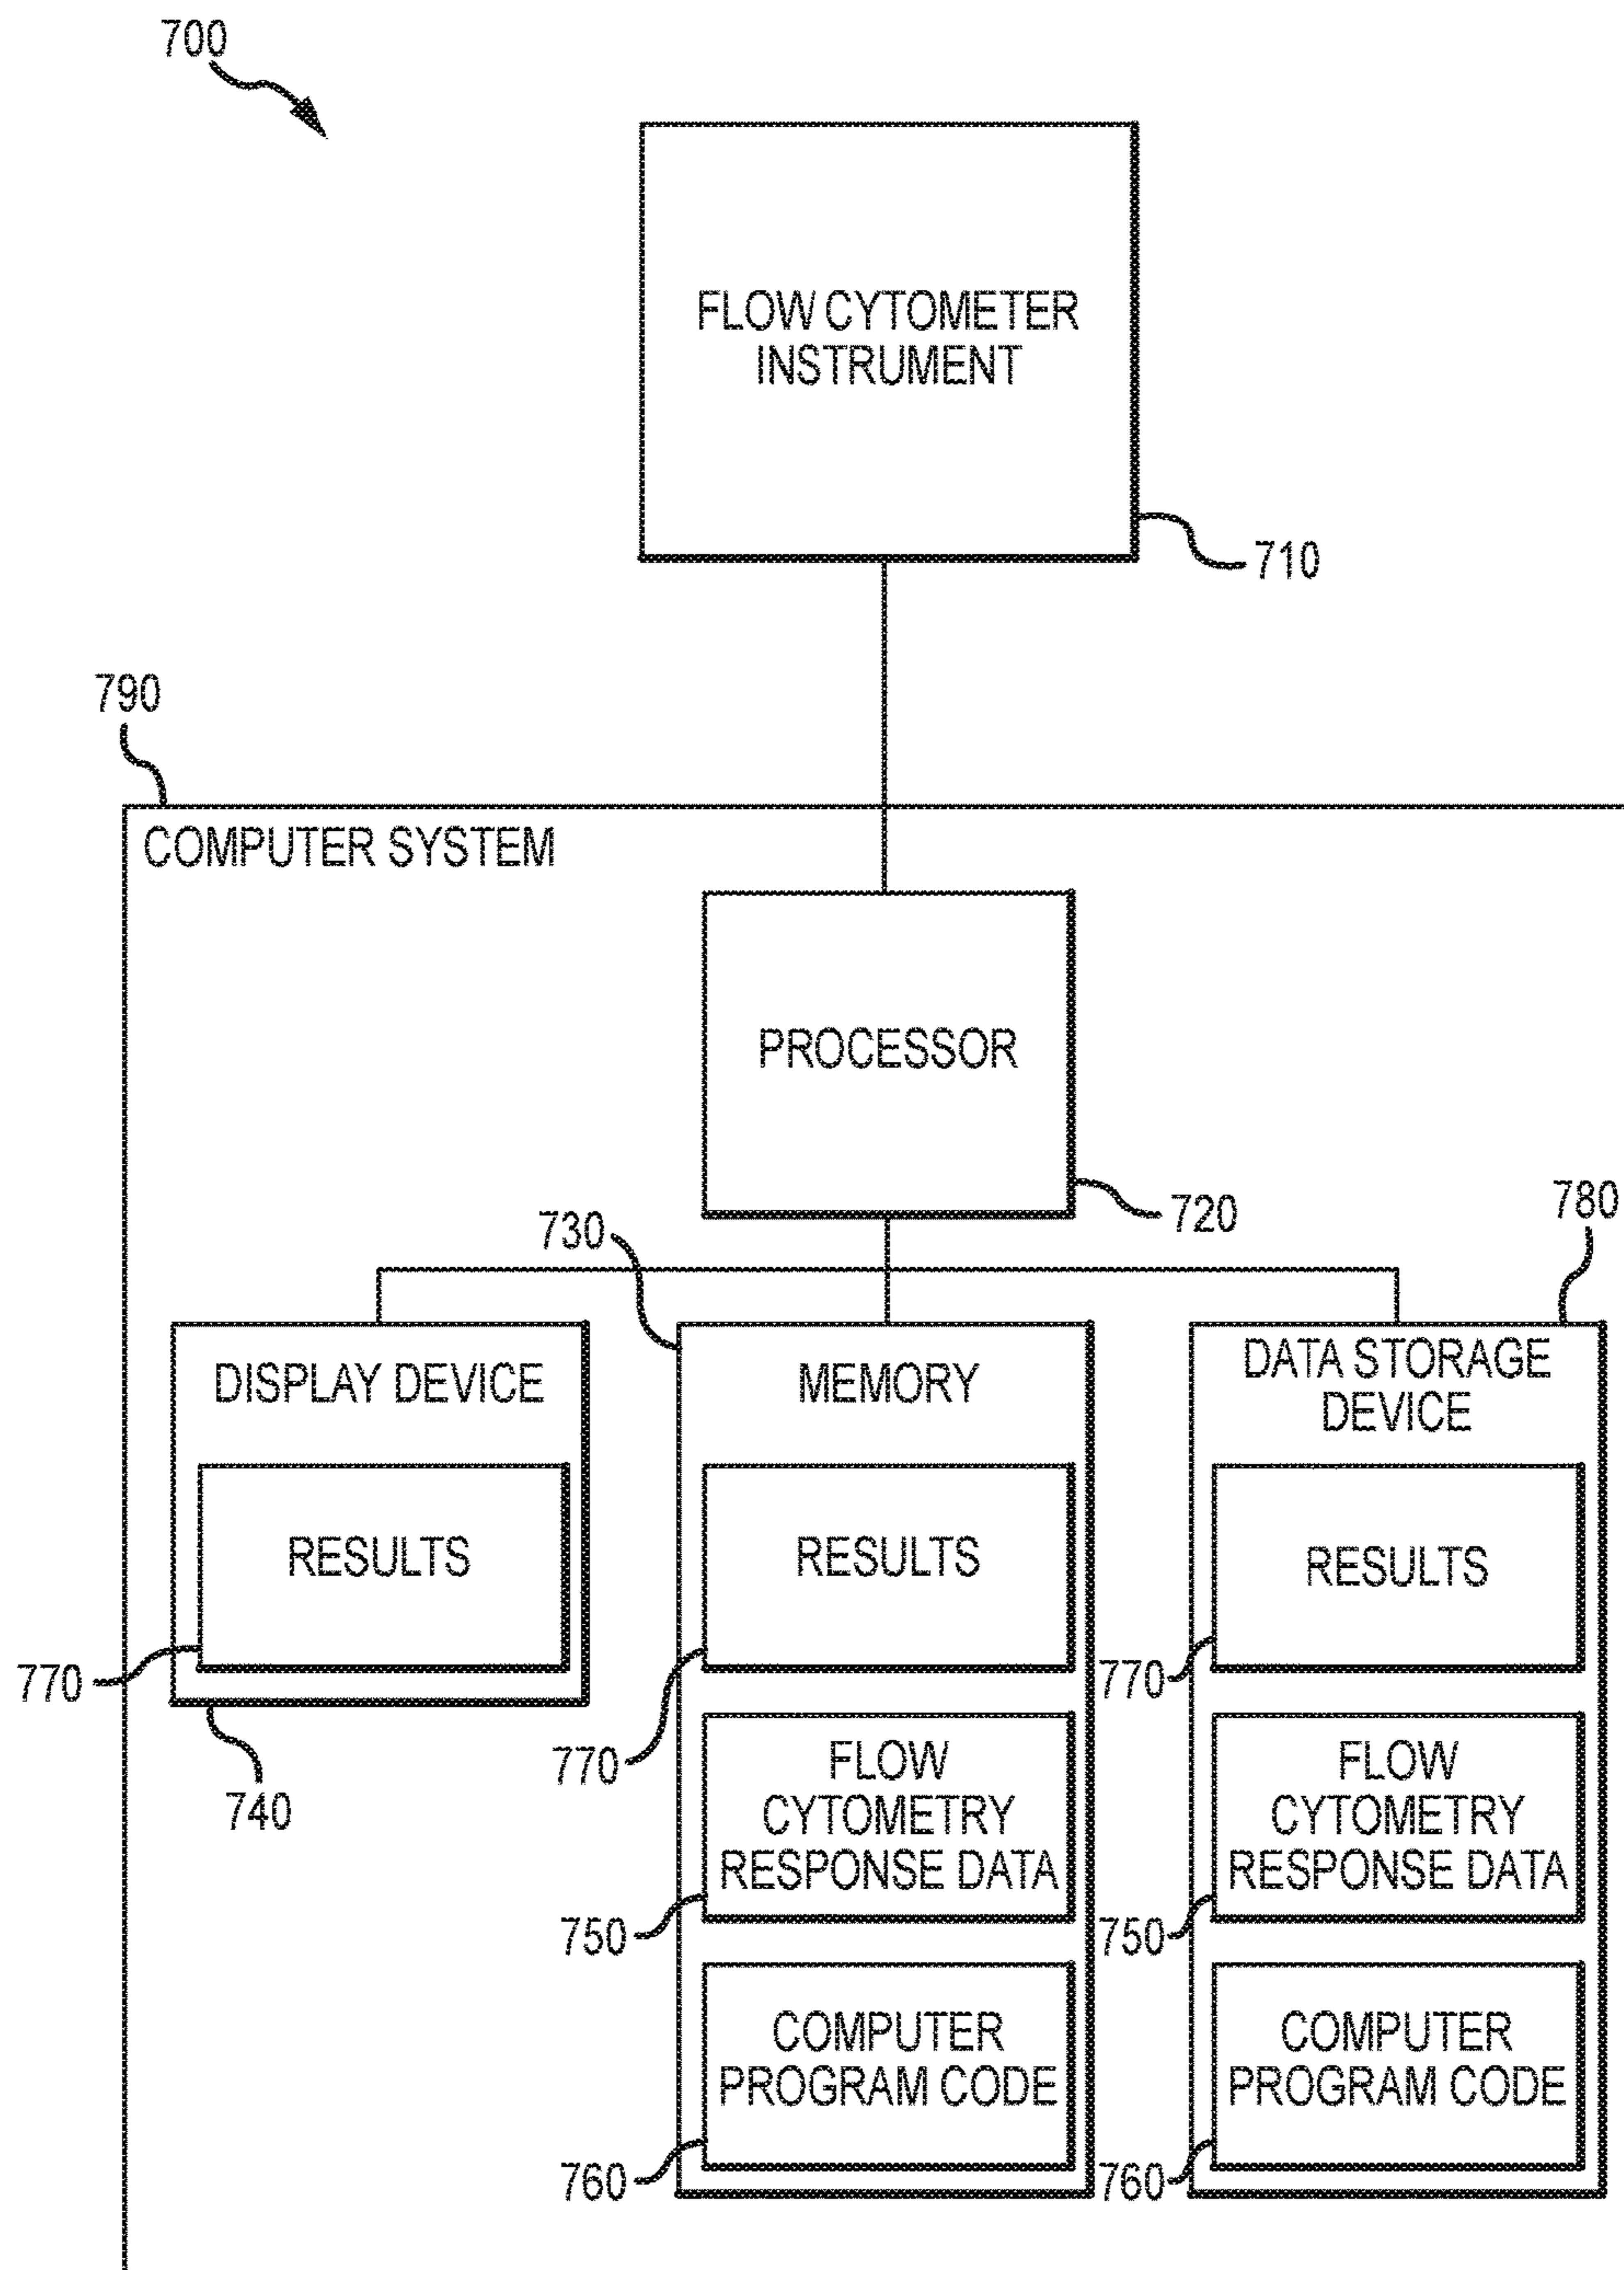 700
FLOW CYTOMETER
INSTRUMENT
710
790
COMPUTER SYSTEM
PROCESSOR
720
730
780
DISPLAY DEVICE
RESULTS
770
740
MEMORY
RESULTS
770
FLOW
CYTOMETRY
RESPONSE DATA
750
COMPUTER
PROGRAM CODE
760
DATA STORAGE
DEVICE
RESULTS
770
FLOW
CYTOMETRY
RESPONSE DATA
750
COMPUTER
PROGRAM CODE
760